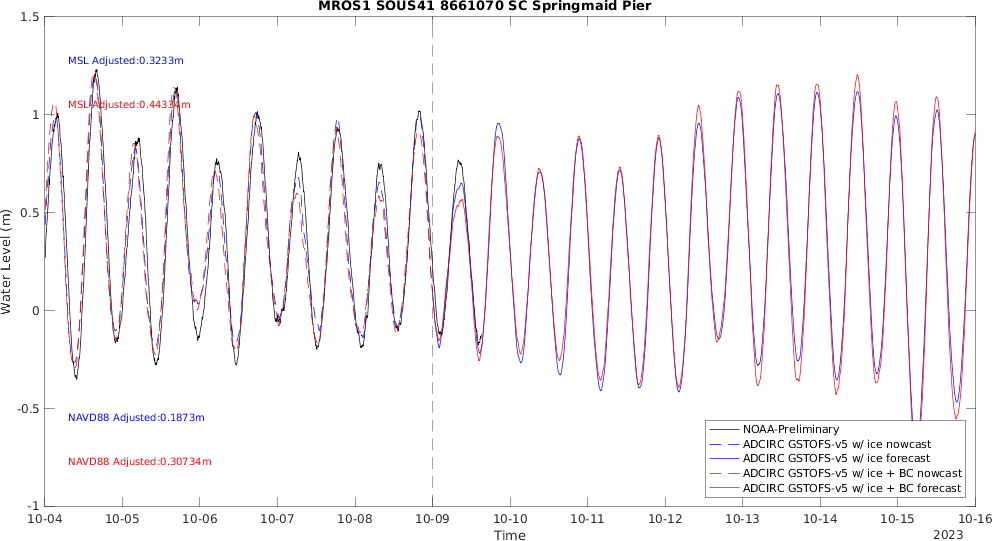 MROS1 SOUS41 8661070 SC Springmaid Pier
1.5
1
0.5
0
-0.5
-1
Water Level (m)
MSL Adjusted:0.3233m
MSL Adjusted:0.44334m
NAVD88 Adjusted:0.1873m
NAVD88 Adjusted:0.30734m
NOAA-Preliminary
ADCIRC GSTOFS-v5 w/ ice nowcast
ADCIRC GSTOFS-v5 w/ ice forecast
ADCIRC GSTOFS-v5 w/ ice + BC nowcast
ADCIRC GSTOFS-v5 w/ ice + BC forecast
10-04 10-05 10-06 10-07 10-08 10-09 10-10 10-11 10-12 10-13 10-14 10-15 10-16
Time
2023